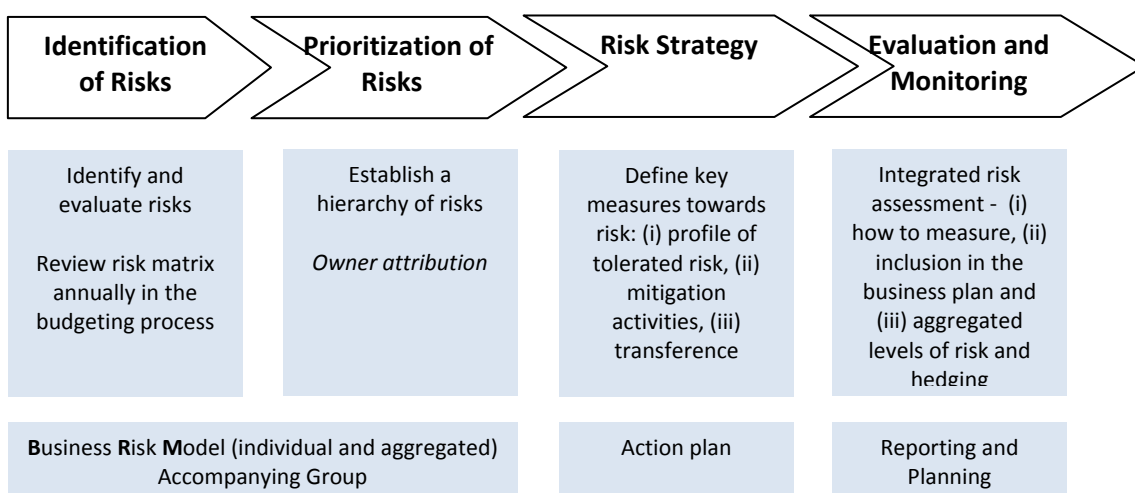 Identification
of Risks
Prioritization of
Risks
Risk Strategy
Evaluation and
Monitoring
Identify and
evaluate risks
Review risk matrix
annually in the
budgeting process
Establish a
hierarchy of risks
Owner attribution
Define key
measures towards
risk: (i) profile of
tolerated risk, (ii)
mitigation
activities, (iii)
transference
Integrated risk
assessment -  (i)
how to measure, (ii)
inclusion in the
business plan and
(iii) aggregated
levels of risk and
hedging
Business Risk Model (individual and aggregated)
Accompanying Group
Action plan
Reporting and
Planning